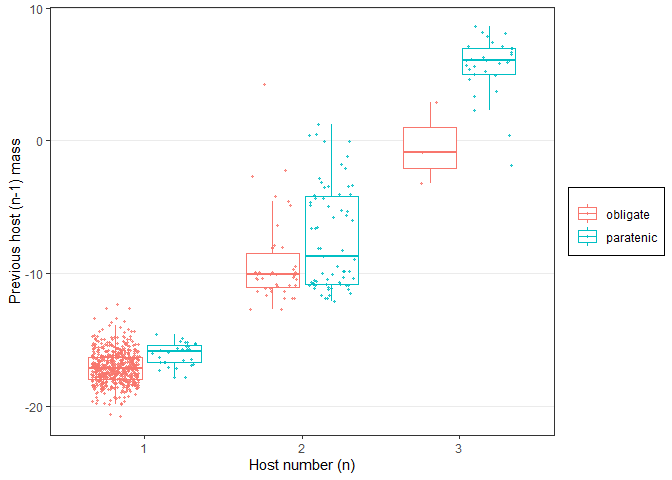 10
0
-10
-20
Previous host (n-1) mass
1
2
3
Host number (n)
obligate
paratenic